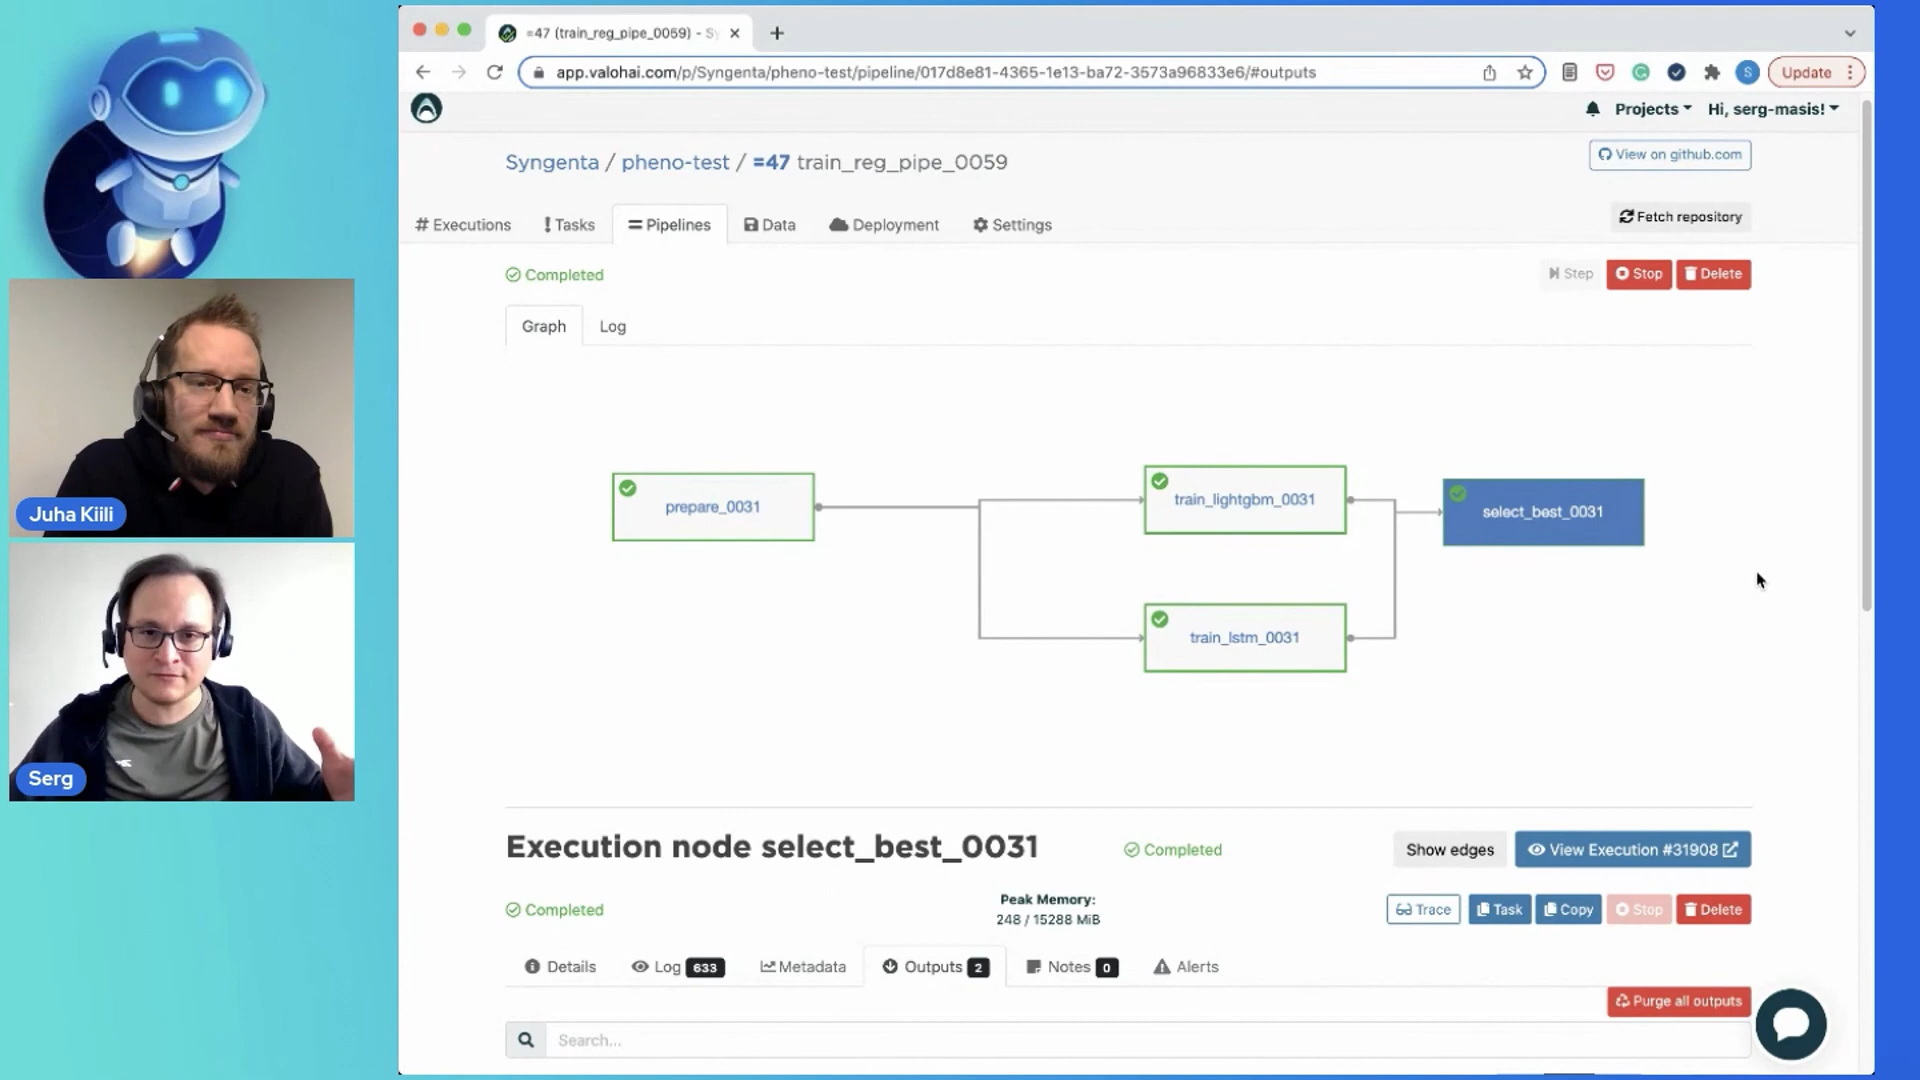 =47 (train_reg_pipe_0059) - Sy
app.valohai.com/p/Syngenta/pheno-test/pipeline/017d8e81-4365-1e13-ba72-3573a96833e6/#outputs
S
Update
Projects
Hi, serg-masis!
Syngenta / pheno-test / =47 train_reg_pipe_0059
View on github.com
# Executions
! Tasks
= Pipelines
Data
Deployment
Settings
Fetch repository
Completed
Step
Stop
Delete
Graph
Log
prepare_0031
train_lightgbm_0031
select_best_0031
train_lstm_0031
Juha Kiili
Serg
Execution node select_best_0031
Completed
Show edges
View Execution #31908
Completed
Peak Memory:
248 / 15288 MiB
Trace
Task
Copy
Stop
Delete
Details
Log 633
Metadata
Outputs 2
Notes 0
Alerts
Purge all outputs
Search...